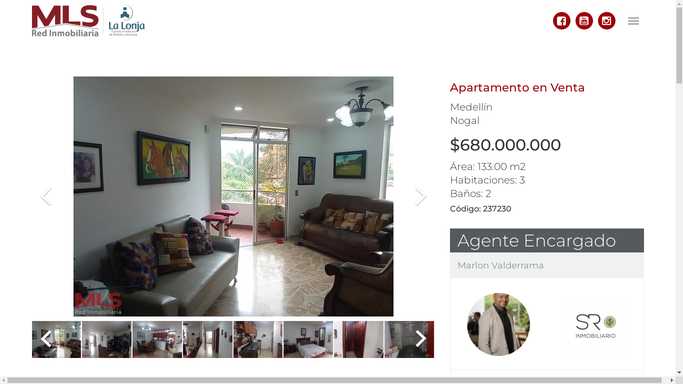 MLS
Red Inmobiliaria
La Lonja
Apartamento en Venta
Medellín
Nogal
$680.000.000
Área: 133.00 m2
Habitaciones: 3
Baños: 2
Código: 237230
Agente Encargado
Marlon Valderrama
SR
INMOBILIARIO
MLS
Red Inmobiliaria